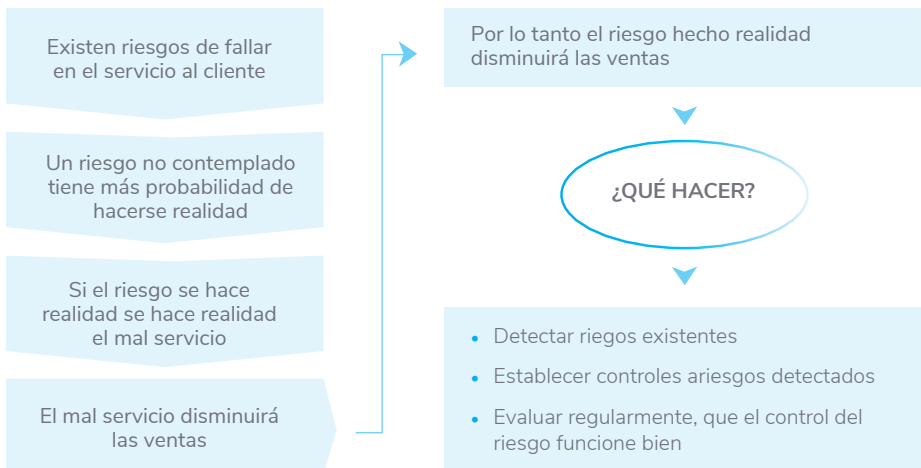 Existen riesgos de fallar
en el servicio al cliente
Un riesgo no contemplado
tiene más probabilidad de
hacerse realidad
Si el riesgo se hace
realidad se hace realidad
el mal servicio
El mal servicio disminuirá
las ventas
Por lo tanto el riesgo hecho realidad
disminuirá las ventas
¿QUÉ HACER?
• Detectar riegos existentes
• Establecer controles ariesgos detectados
• Evaluar regularmente, que el control del
riesgo funcione bien